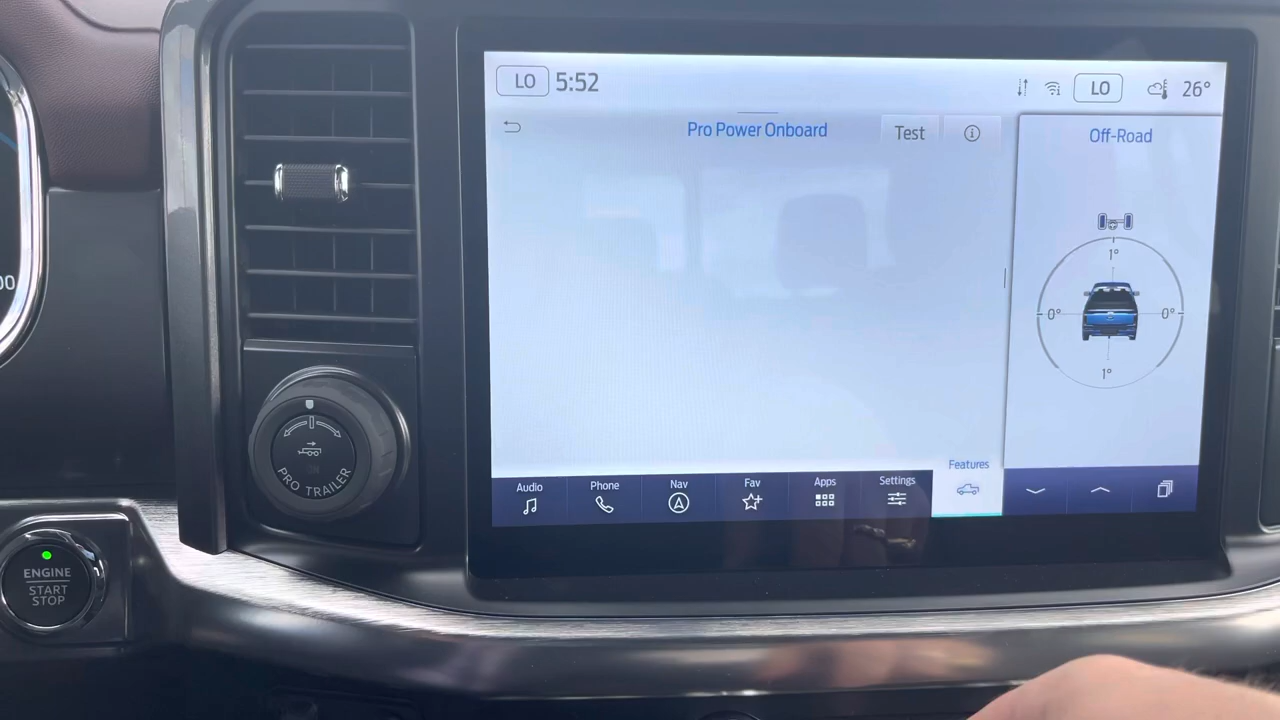 LO 5:52
LO 26°
Pro Power Onboard
Test
Off-Road
1°
0°
0°
1°
Features
Audio
Phone
Nav
Fav
Apps
Settings
PRO TRAILER
ENGINE
START
STOP